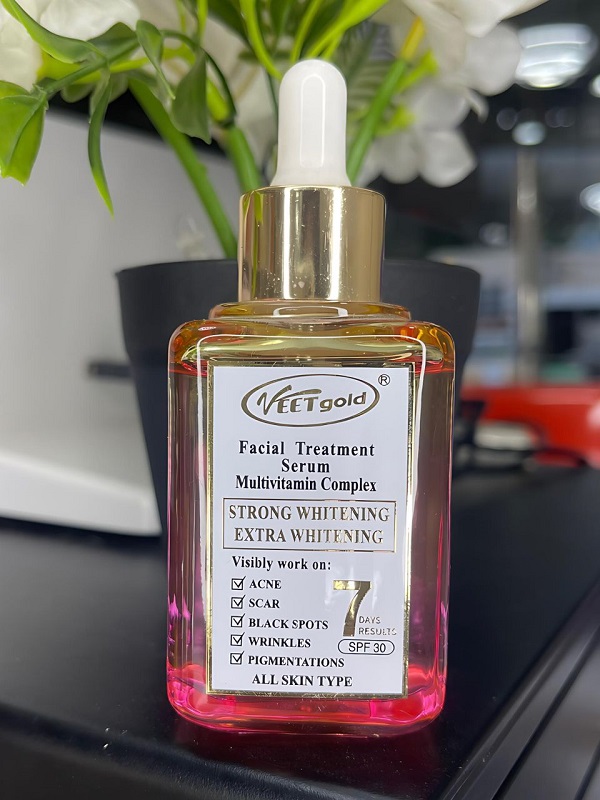 VEETgold ®
Facial Treatment
Serum
Multivitamin Complex
STRONG WHITENING
EXTRA WHITENING
Visibly work on:
ACNE
SCAR
BLACK SPOTS
WRINKLES
PIGMENTATIONS
7 DAYS
RESULTS
SPF 30
ALL SKIN TYPE